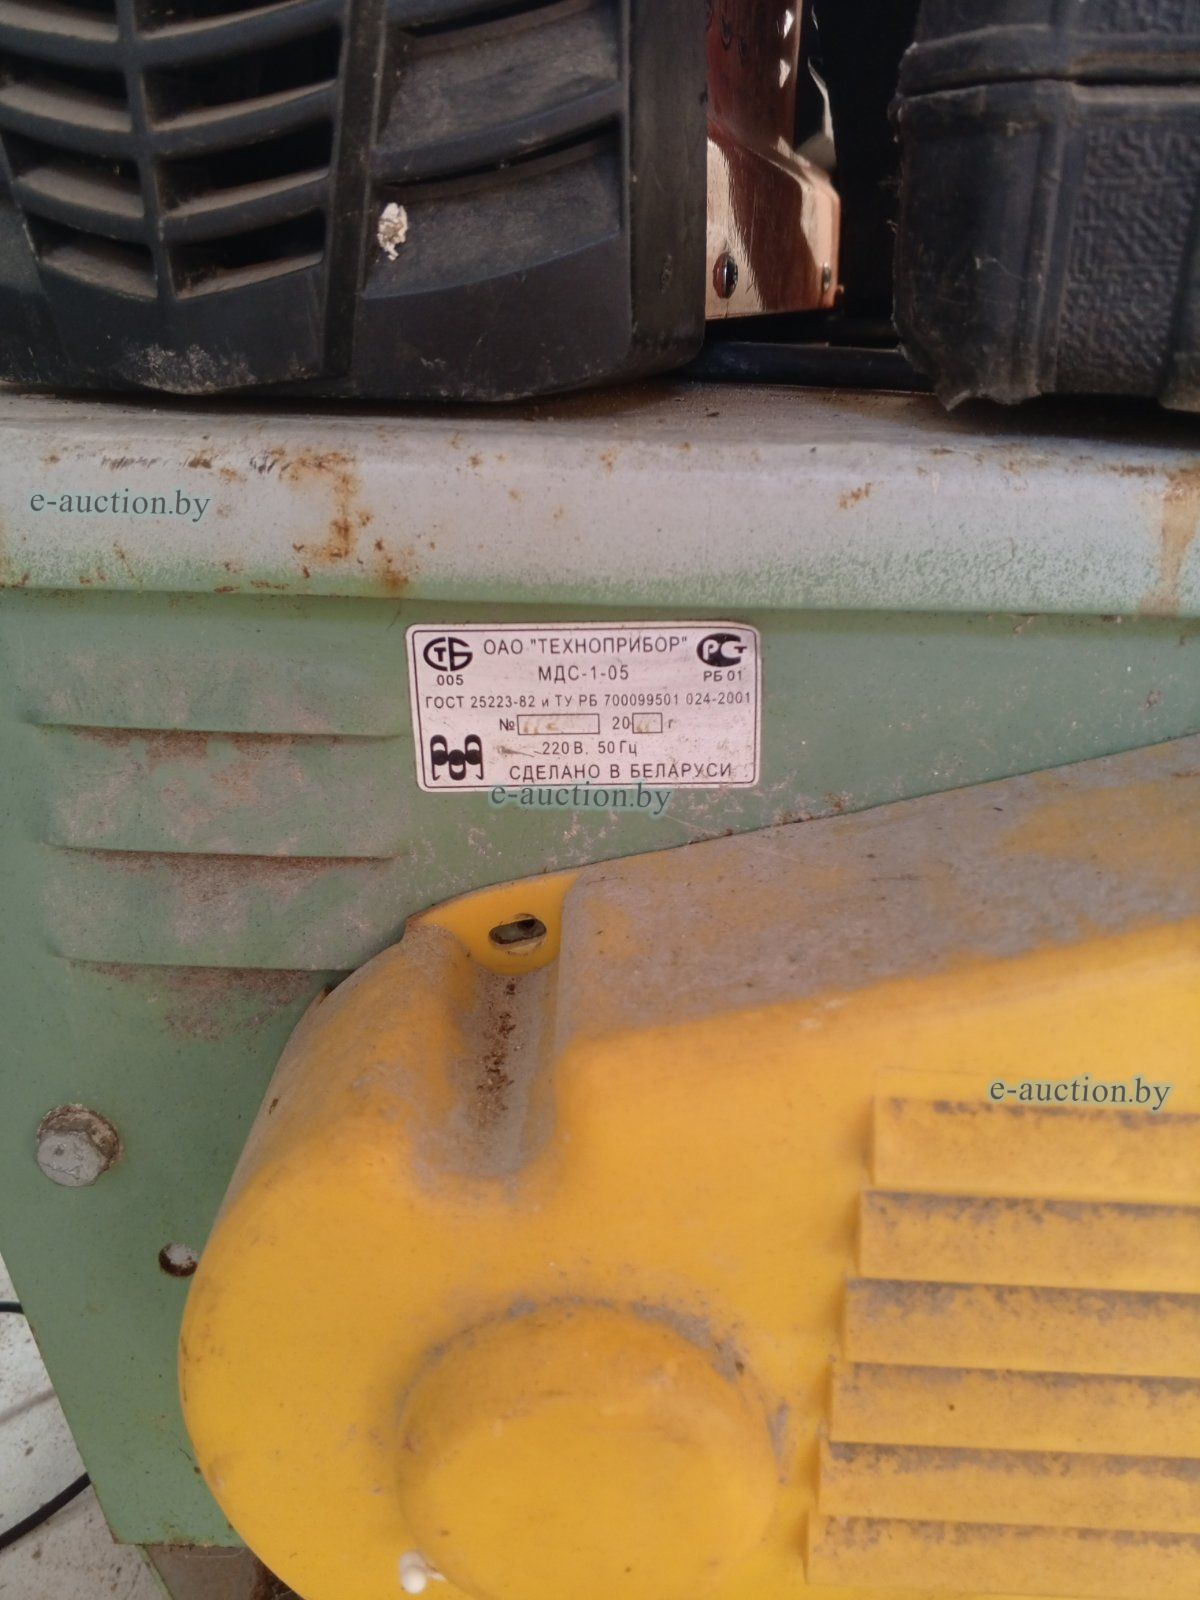 e-auction.by
СТБ ОАО "ТЕХНОПРИБОР" РСТ
005 МДС-1-05 РБ 01
ГОСТ 25223-82 и ТУ РБ 700099501 024-2001
№ 20 г
220 В, 50 Гц
СДЕЛАНО В БЕЛАРУСИ
e-auction.by
e-auction.by